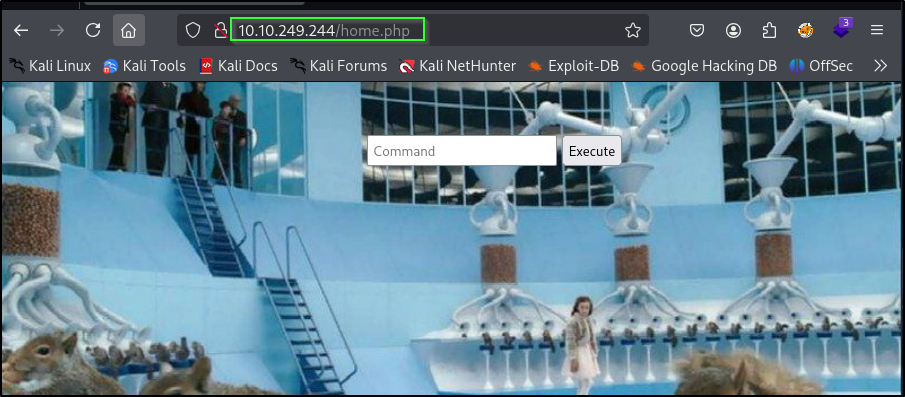 10.10.249.244/home.php
3
Kali Linux Kali Tools Kali Docs Kali Forums Kali NetHunter Exploit-DB Google Hacking DB OffSec
Command Execute